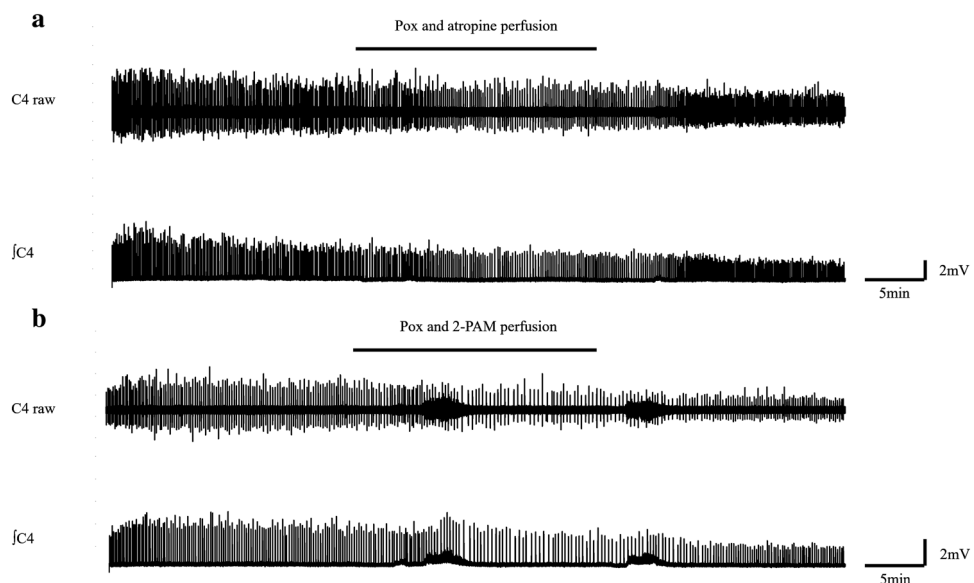 a
Pox and atropine perfusion
C4 raw
∫C4
2mV
5min
b
Pox and 2-PAM perfusion
C4 raw
∫C4
2mV
5min